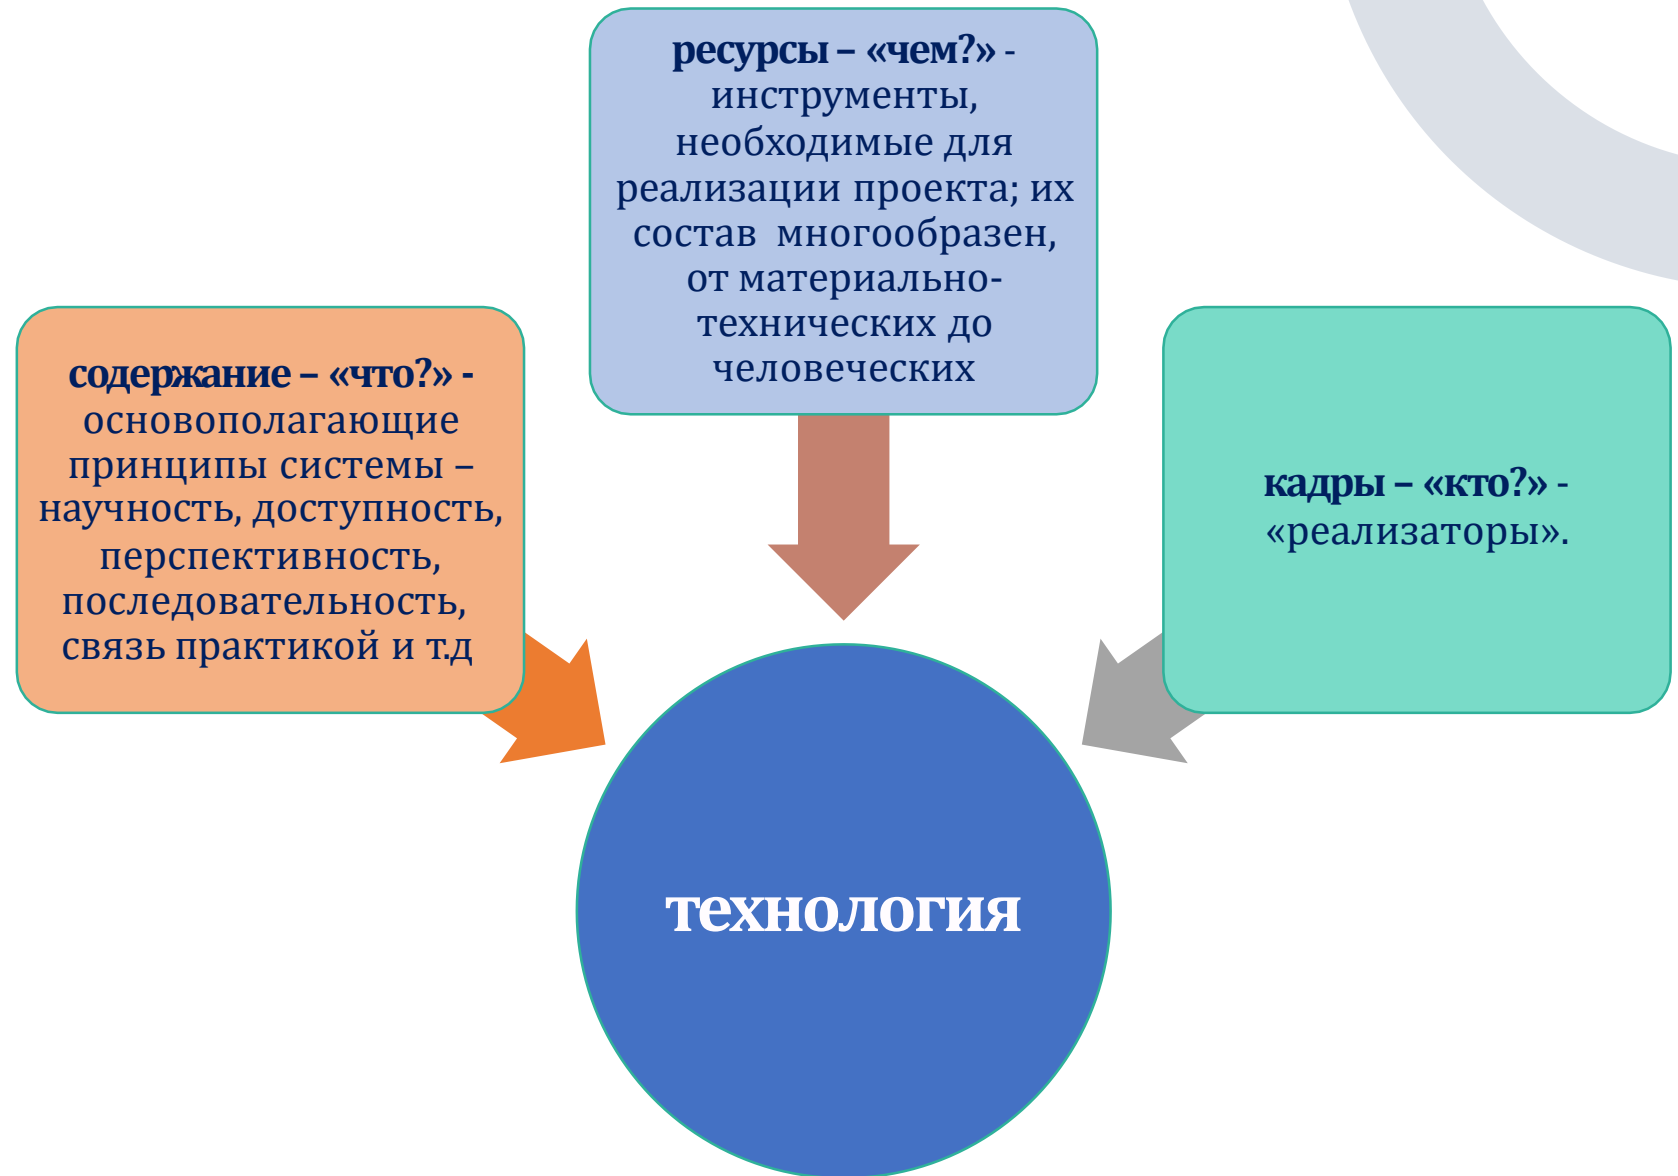 ресурсы – «чем?» -
инструменты,
необходимые для
реализации проекта; их
состав многообразен,
от материально-
технических до
человеческих
содержание – «что?» -
основополагающие
принципы системы –
научность, доступность,
перспективность,
последовательность,
связь практикой и т.д
кадры – «кто?» -
«реализаторы».
технология